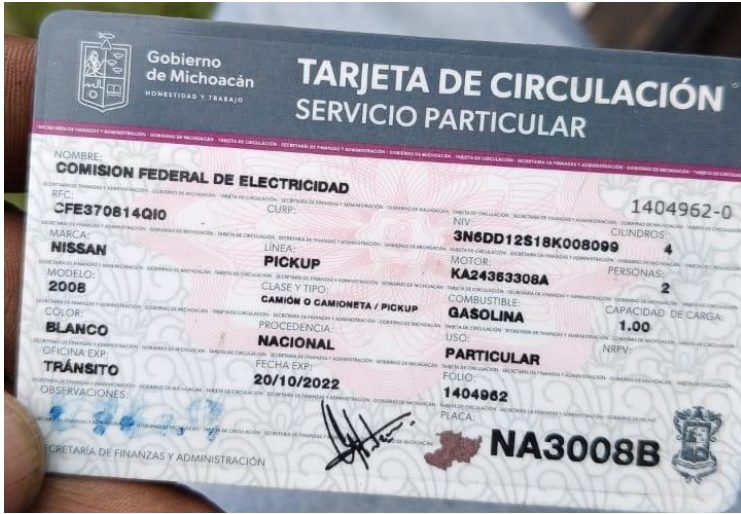 Gobierno
de Michoacán
HONESTIDAD Y TRABAJO
TARJETA DE CIRCULACIÓN
SERVICIO PARTICULAR
NOMBRE:
COMISION FEDERAL DE ELECTRICIDAD
1404962-0
RFC: CURP: NIV: CILINDROS:
CFE370814QI0 3N6DD12S18K008099 4
MARCA: LÍNEA: MOTOR: PERSONAS:
NISSAN PICKUP KA24363308A 2
MODELO: CLASE Y TIPO: COMBUSTIBLE: CAPACIDAD DE CARGA:
2008 CAMIÓN O CAMIONETA / PICKUP GASOLINA 1.00
COLOR: PROCEDENCIA: USO: NRPV:
BLANCO NACIONAL PARTICULAR
OFICINA EXP: FECHA EXP: FOLIO:
TRÁNSITO 20/10/2022 1404962
OBSERVACIONES: PLACA:
NA3008B
SECRETARÍA DE FINANZAS Y ADMINISTRACIÓN